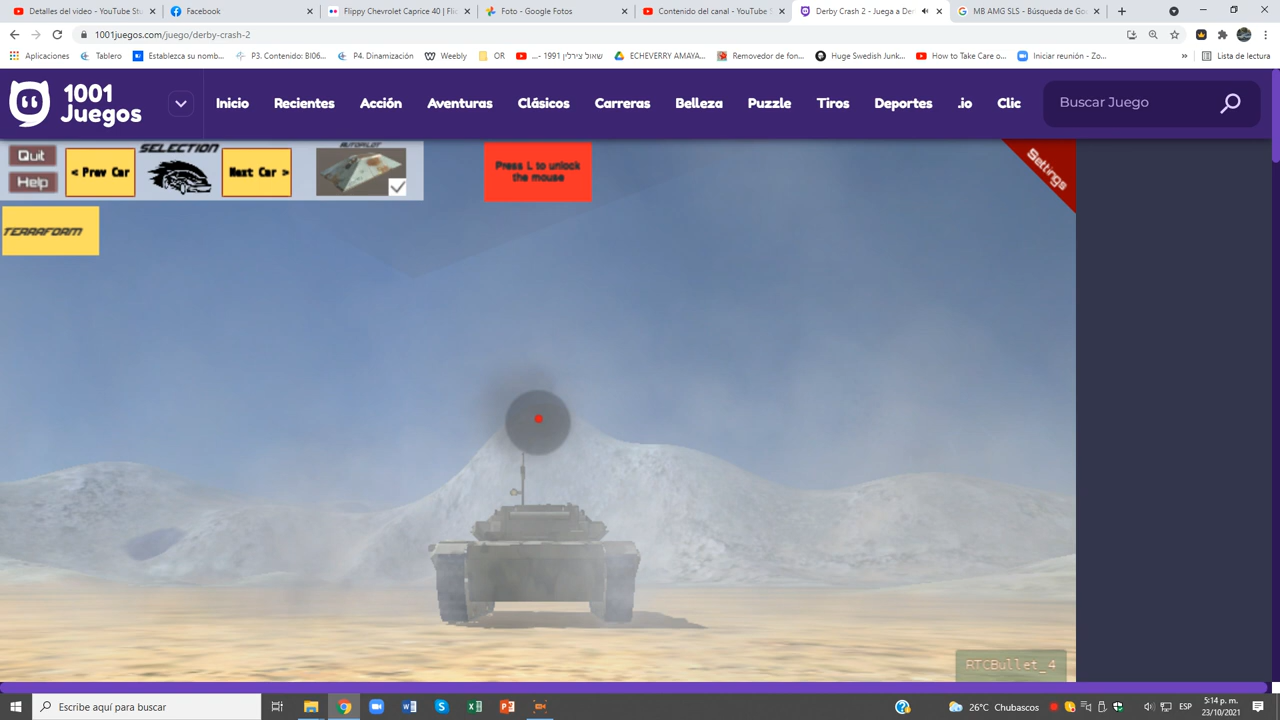 Detalles del video - YouTube Stu
Facebook
Flippy Chevrolet Caprice 40 | Flic
Foto - Google Fotos
Contenido del canal - YouTube S
Derby Crash 2 - Juega a De
MB AMG SLS - Búsqueda de Go
1001juegos.com/juego/derby-crash-2
Aplicaciones
Tablero
Establezca su nomb...
P3. Contenido: BI06...
P4. Dinamización
Weebly
OR
שאול צירלין 1991 -...
ECHEVERRY AMAYA...
Removedor de fon...
Huge Swedish Junk...
How to Take Care o...
Iniciar reunión - Zo...
»
Lista de lectura
1001 Juegos
Inicio
Recientes
Acción
Aventuras
Clásicos
Carreras
Belleza
Puzzle
Tiros
Deportes
.io
Clic
Buscar Juego
Quit
Help
< Prev Car
SELECTION
Next Car >
AUTOPILOT
Press L to unlock
the mouse
Settings
TERRAFORM
RTCBullet_4
Escribe aquí para buscar
26°C Chubascos
ESP
5:14 p. m.
23/10/2021